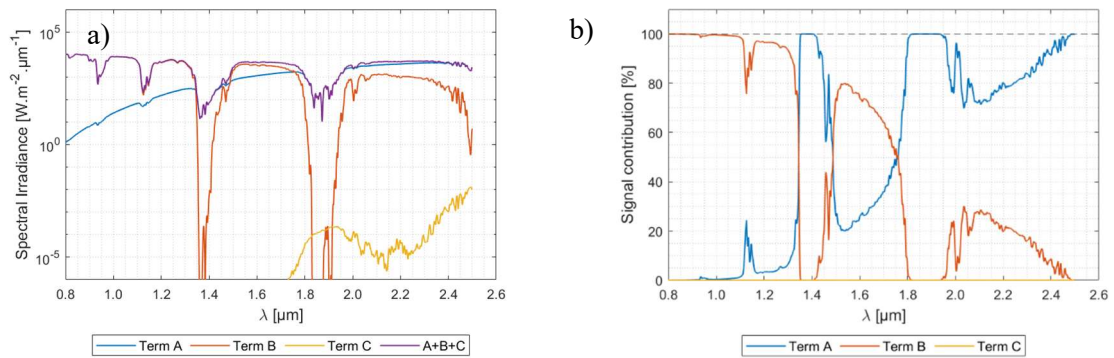 a)
Spectral Irradiance [W.m⁻².μm⁻¹]
10⁵
10⁰
10⁻⁵
0.8 1.0 1.2 1.4 1.6 1.8 2.0 2.2 2.4 2.6
λ [μm]
Term A Term B Term C A+B+C
b)
Signal contribution [%]
100
80
60
40
20
0
0.8 1.0 1.2 1.4 1.6 1.8 2.0 2.2 2.4 2.6
λ [μm]
Term A Term B Term C